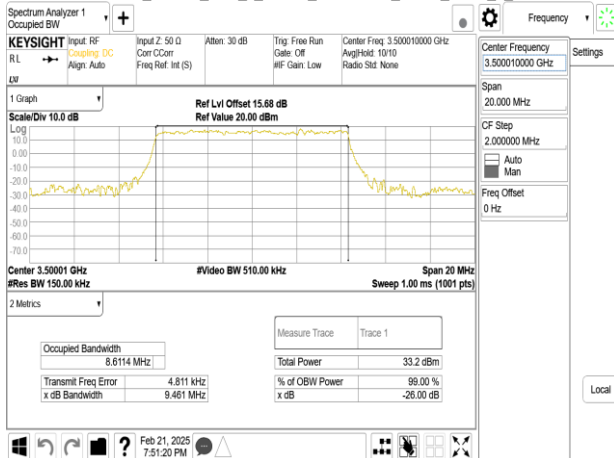 Spectrum Analyzer 1
Occupied BW
Frequency
KEYSIGHT
RL
LXI
Input: RF
Coupling: DC
Align: Auto
Input Z: 50 Ω
Corr CCorr
Freq Ref: Int (S)
Atten: 30 dB
Trig: Free Run
Gate: Off
#IF Gain: Low
Center Freq: 3.500010000 GHz
Avg|Hold: 10/10
Radio Std: None
Center Frequency
3.500010000 GHz
Settings
Span
20.000 MHz
CF Step
2.000000 MHz
Auto
Man
Freq Offset
0 Hz
Local
1 Graph
Scale/Div 10.0 dB
Ref Lvl Offset 15.68 dB
Ref Value 20.00 dBm
Log
10.0
0.00
-10.0
-20.0
-30.0
-40.0
-50.0
-60.0
-70.0
Center 3.50001 GHz
#Video BW 510.00 kHz
Span 20 MHz
#Res BW 150.00 kHz
Sweep 1.00 ms (1001 pts)
2 Metrics
Measure Trace Trace 1
Occupied Bandwidth
8.6114 MHz
Total Power 33.2 dBm
Transmit Freq Error 4.811 kHz
% of OBW Power 99.00 %
x dB Bandwidth 9.461 MHz
x dB -26.00 dB
Feb 21, 2025
7:51:20 PM